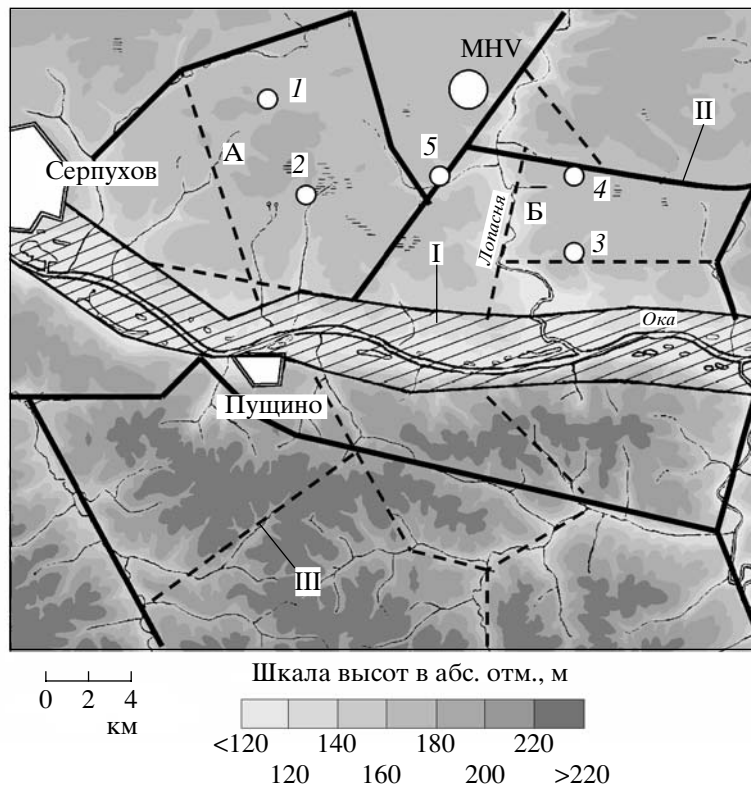 MHV
1
II
5
А
2
4
Серпухов
Б
Лопасня
3
I
Ока
Пущино
III
Шкала высот в абс. отм., м
0 2 4
км
<120 140 180 220
120 160 200 >220